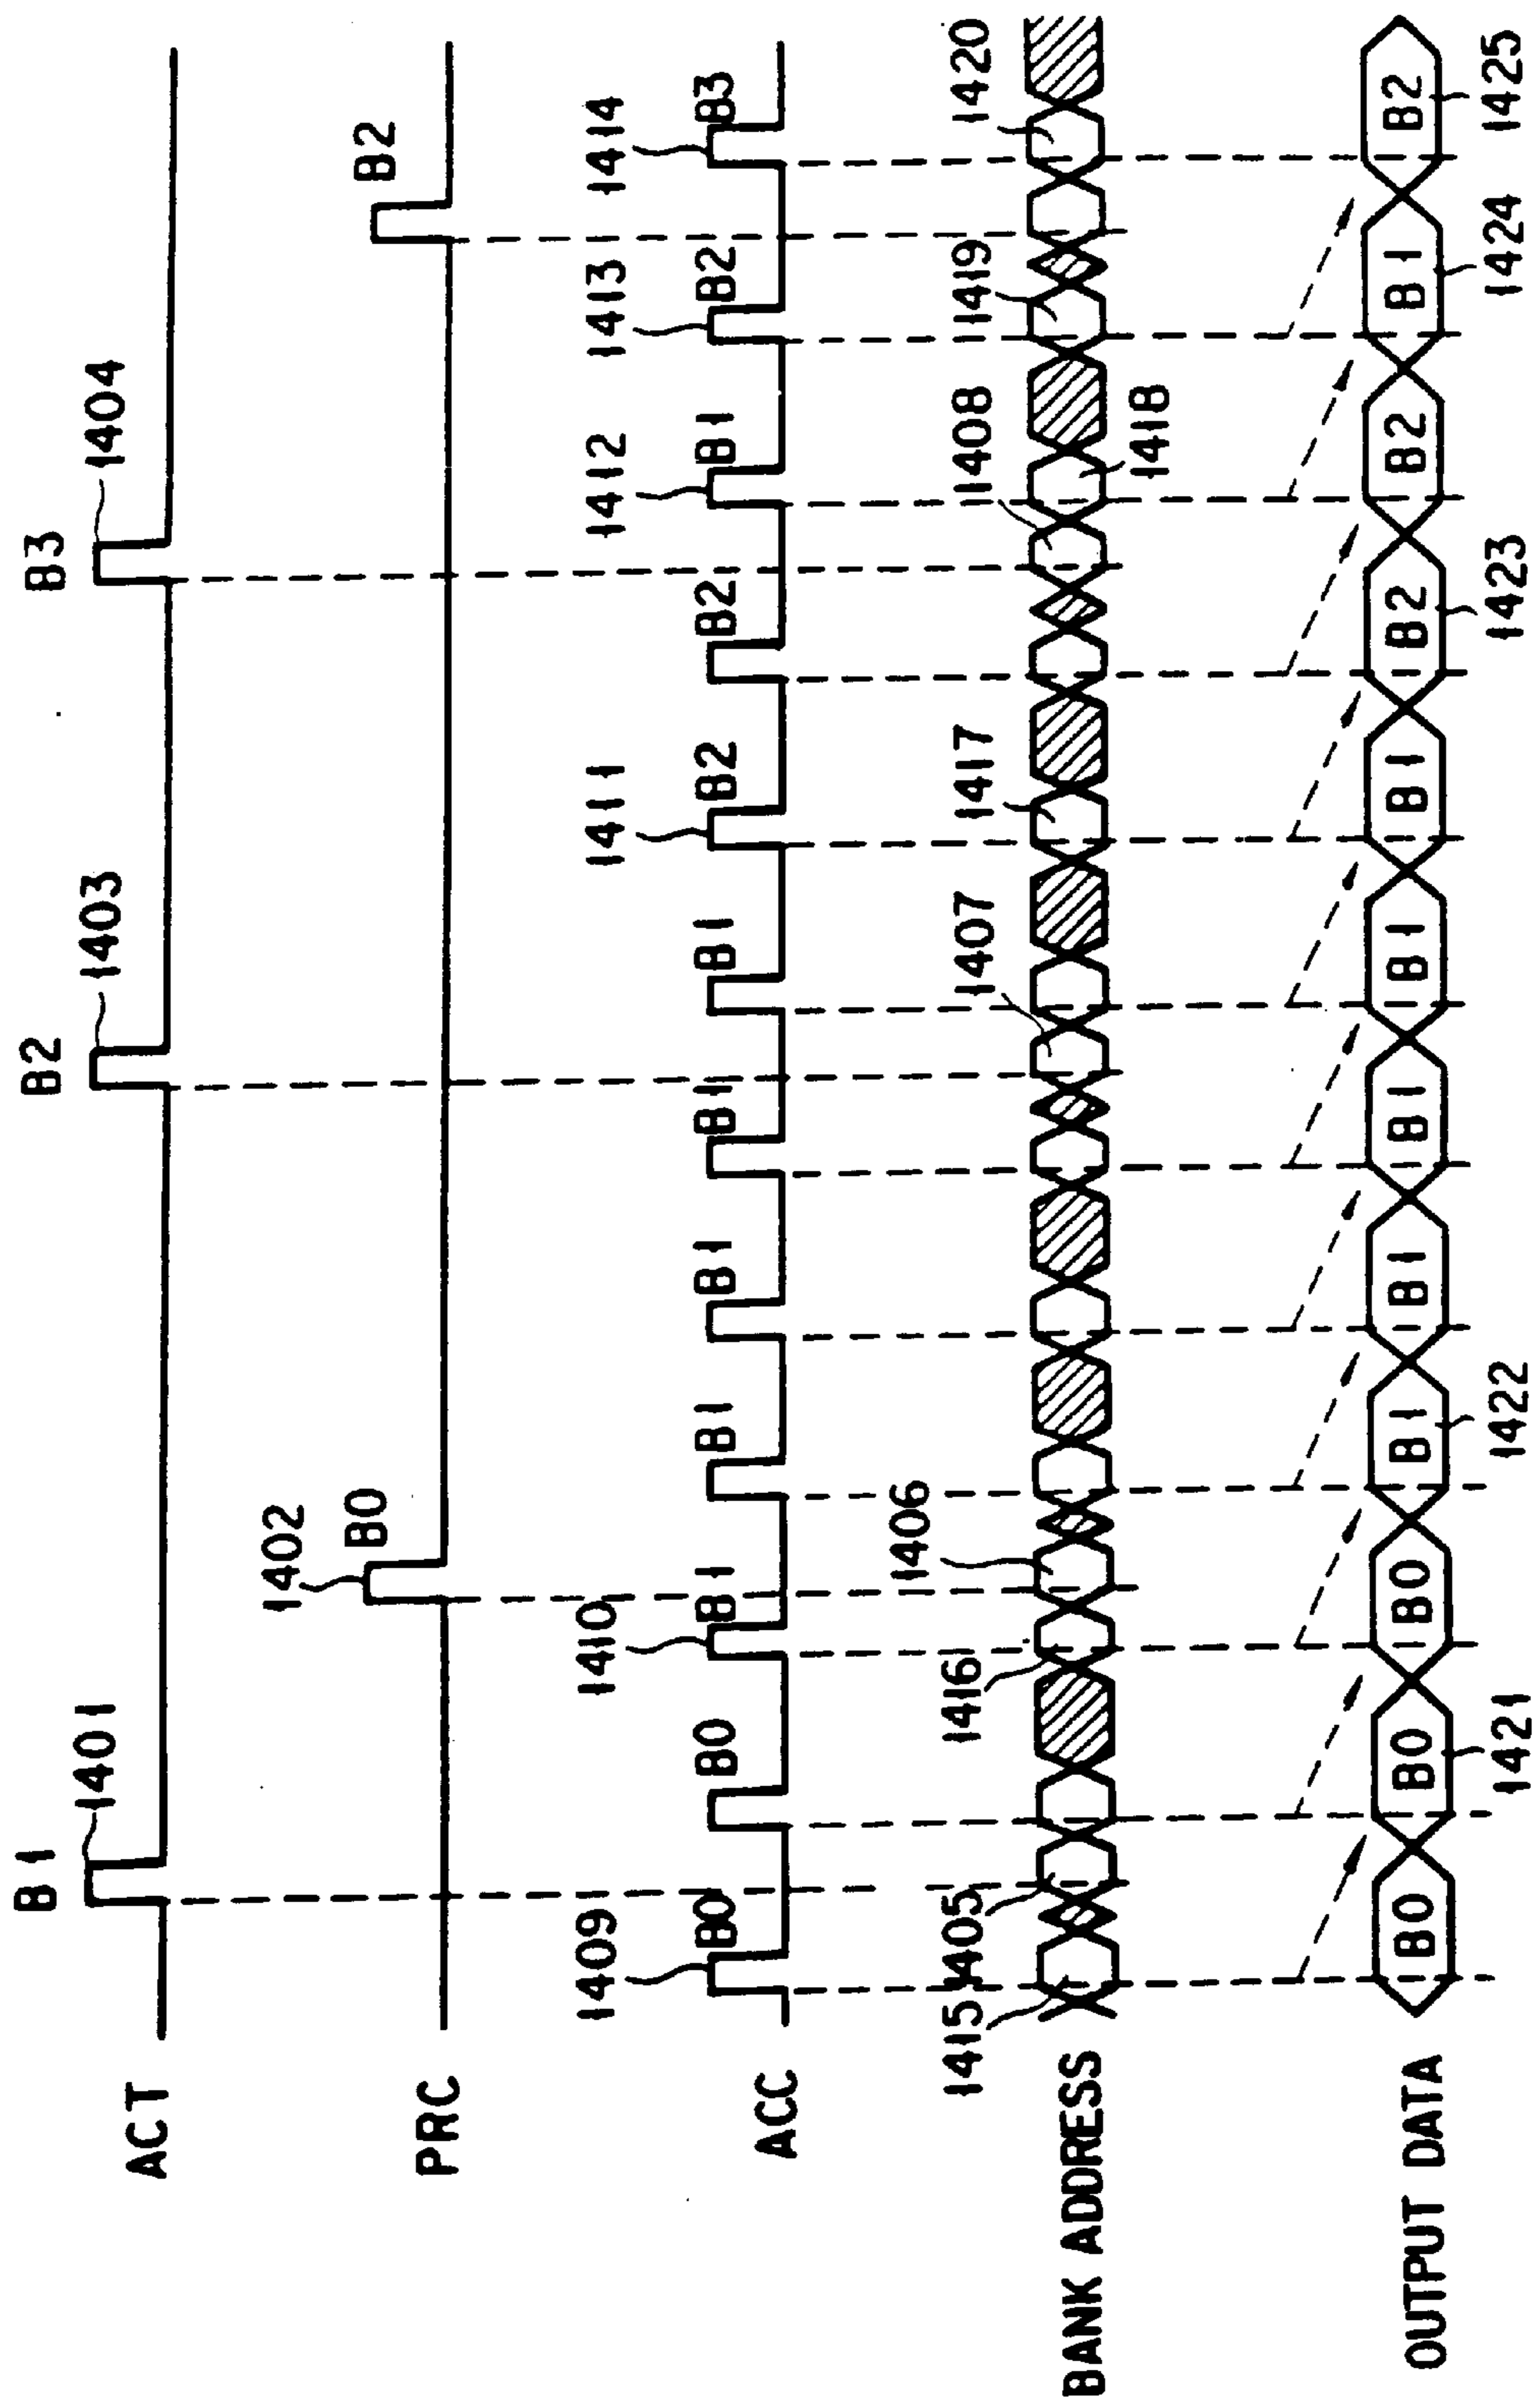 B1 B2 B3
1401 1403 1404
ACT
1402 B0 B2
PRC
1409 1410 1411 1412 1413 1414
B0 B0 B1 B1 B1 B1 B1 B2 B2 B1 B2 B3
ACC
1415 1405 1416 1406 1407 1417 1408 1419 1420
BANK ADDRESS
1418
OUTPUT DATA B0 B0 B0 B1 B1 B1 B1 B1 B2 B2 B1 B2
1421 1422 1423 1424 1425